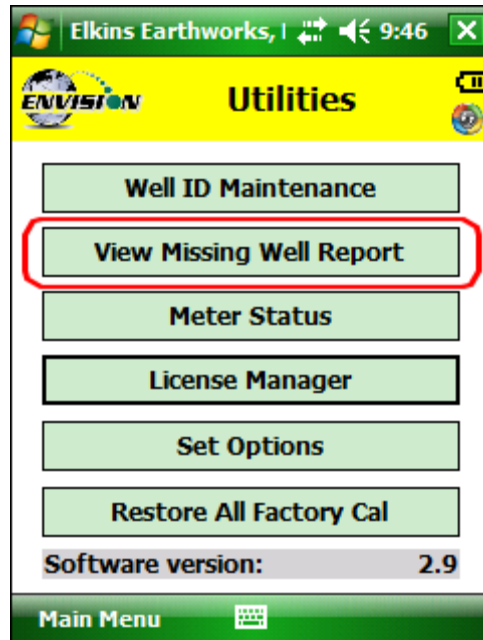 Elkins Earthworks, l 9:46
ENVISION
Utilities
Well ID Maintenance
View Missing Well Report
Meter Status
License Manager
Set Options
Restore All Factory Cal
Software version: 2.9
Main Menu